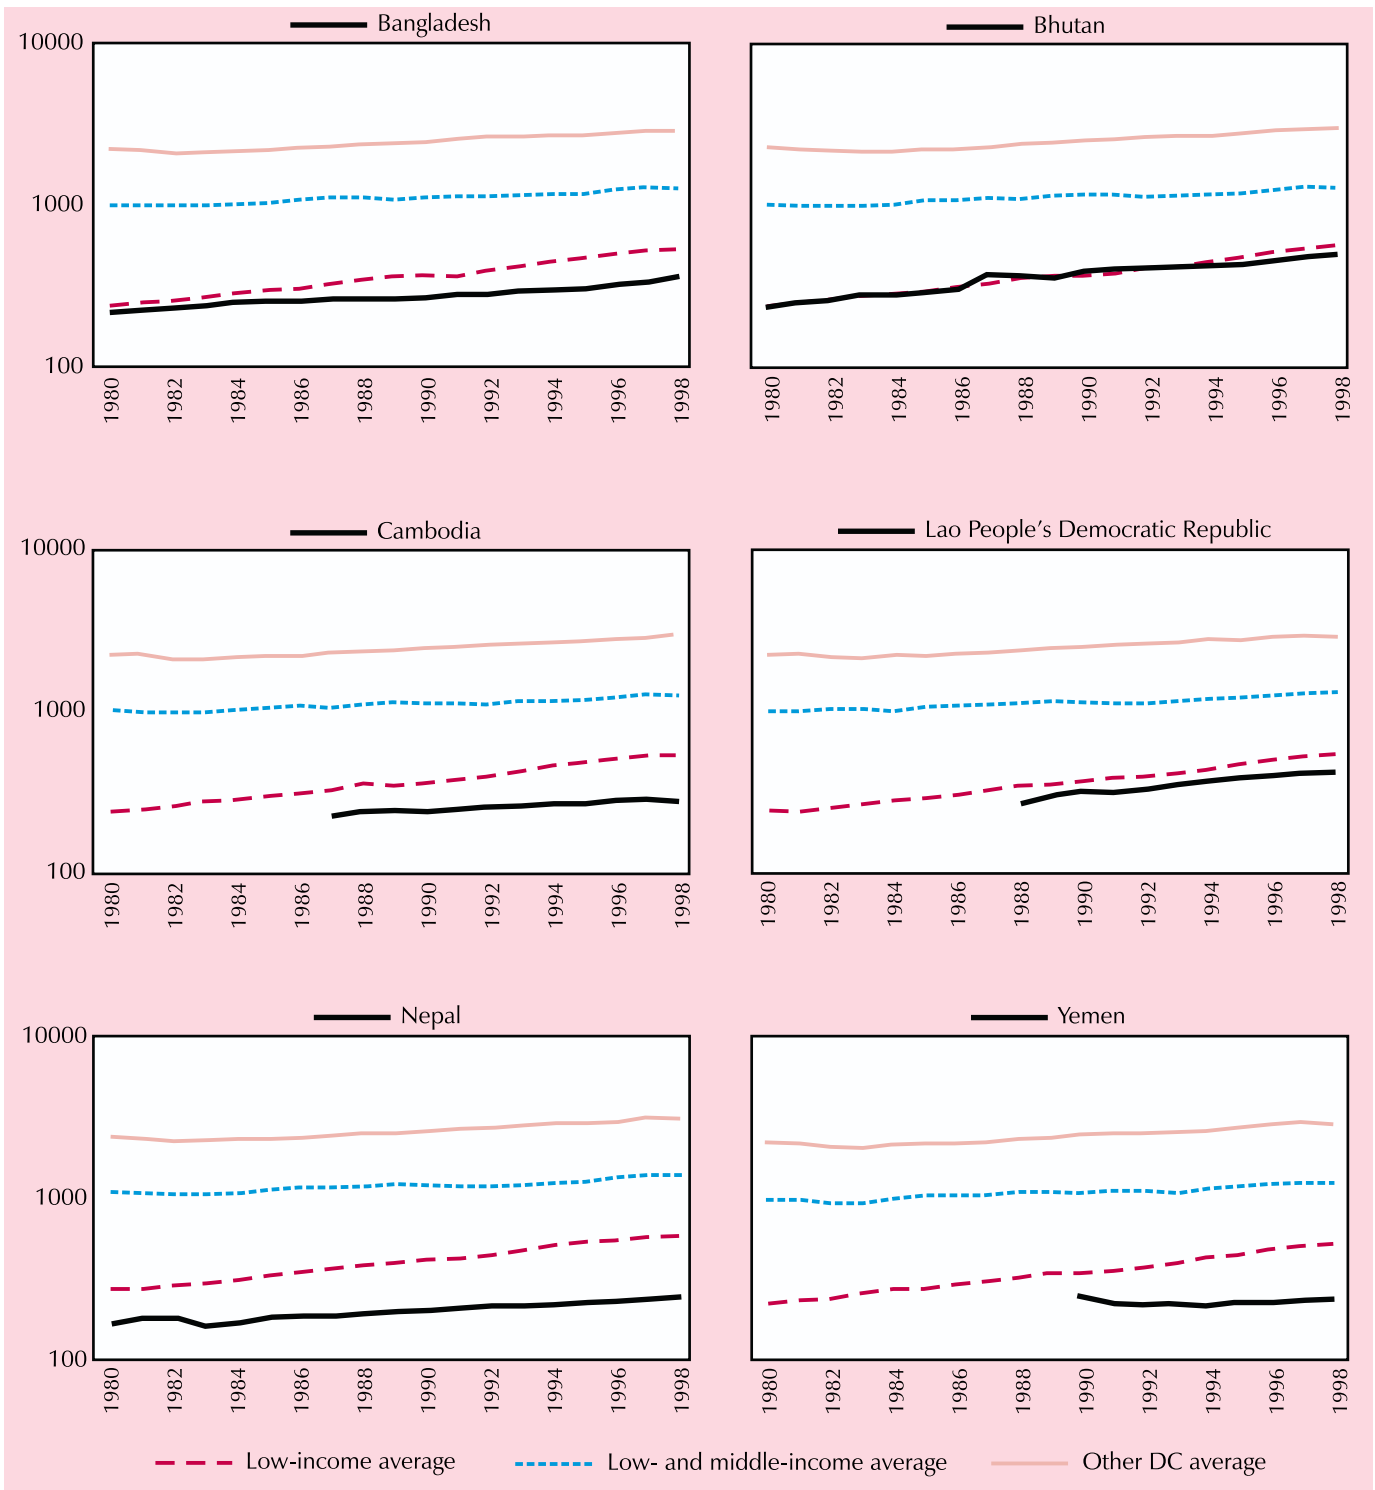 Bangladesh
Bhutan
10000
1000
100
1980 1982 1984 1986 1988 1990 1992 1994 1996 1998
1980 1982 1984 1986 1988 1990 1992 1994 1996 1998
Cambodia
Lao People's Democratic Republic
10000
1000
100
1980 1982 1984 1986 1988 1990 1992 1994 1996 1998
1980 1982 1984 1986 1988 1990 1992 1994 1996 1998
Nepal
Yemen
10000
1000
100
1980 1982 1984 1986 1988 1990 1992 1994 1996 1998
1980 1982 1984 1986 1988 1990 1992 1994 1996 1998
Low-income average
Low- and middle-income average
Other DC average